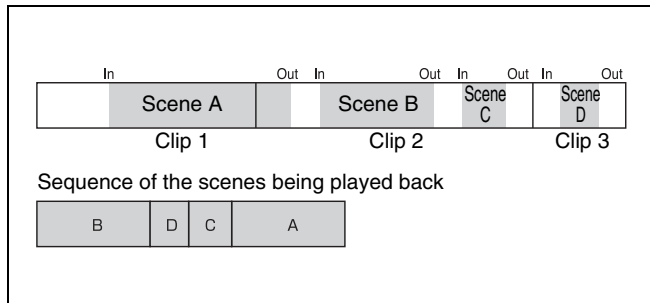 In Out In Out In Out In Out
Scene A Scene B Scene C Scene D
Clip 1 Clip 2 Clip 3
Sequence of the scenes being played back
B D C A